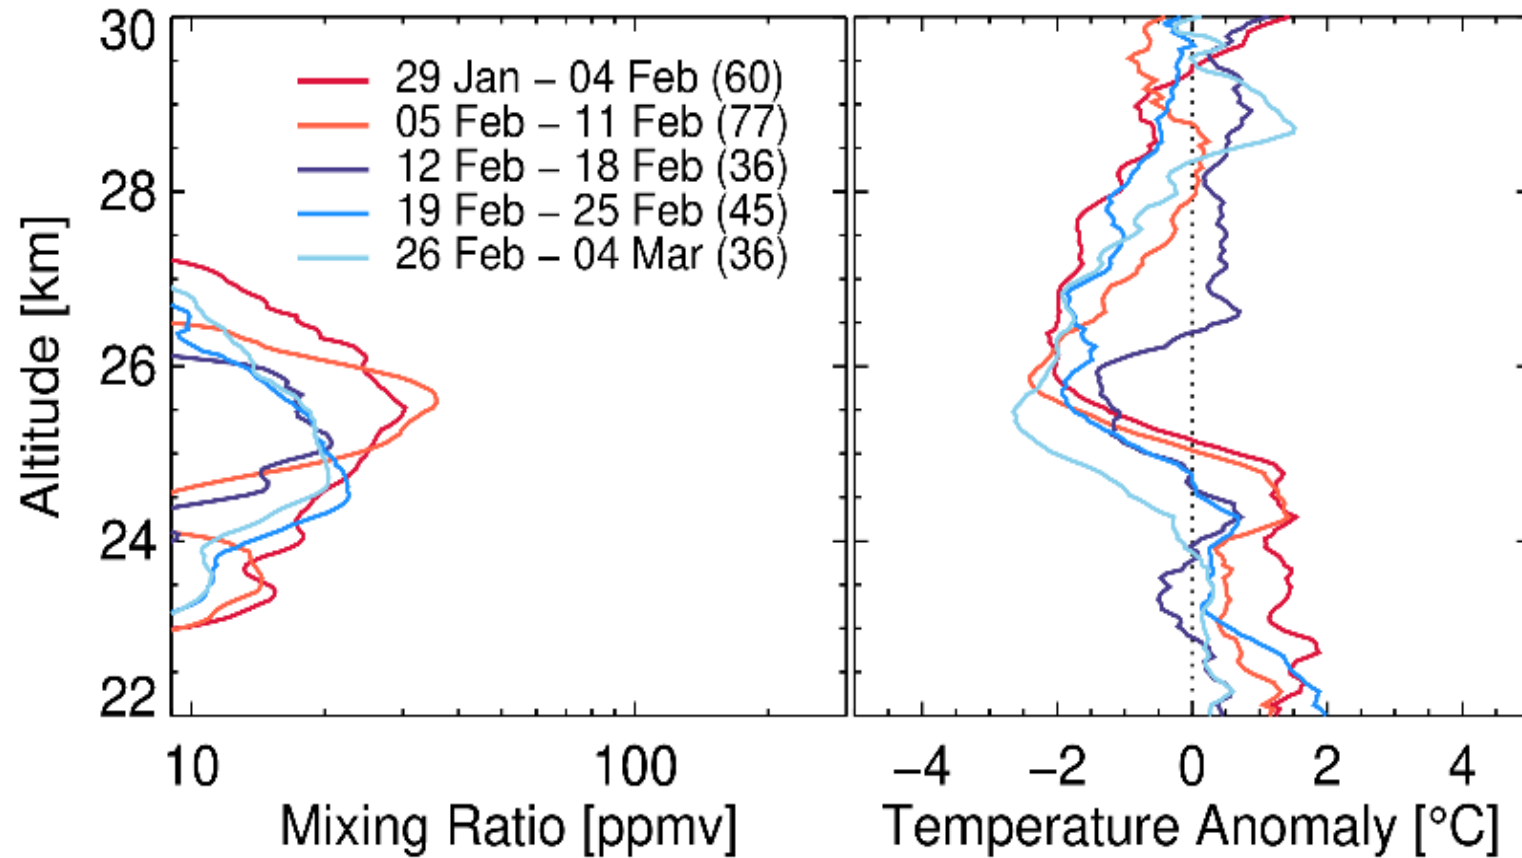 30
29 Jan – 04 Feb (60)
05 Feb – 11 Feb (77)
12 Feb – 18 Feb (36)
19 Feb – 25 Feb (45)
26 Feb – 04 Mar (36)
28
26
24
22
Altitude [km]
10 100
Mixing Ratio [ppmv]
−4 −2 0 2 4
Temperature Anomaly [°C]